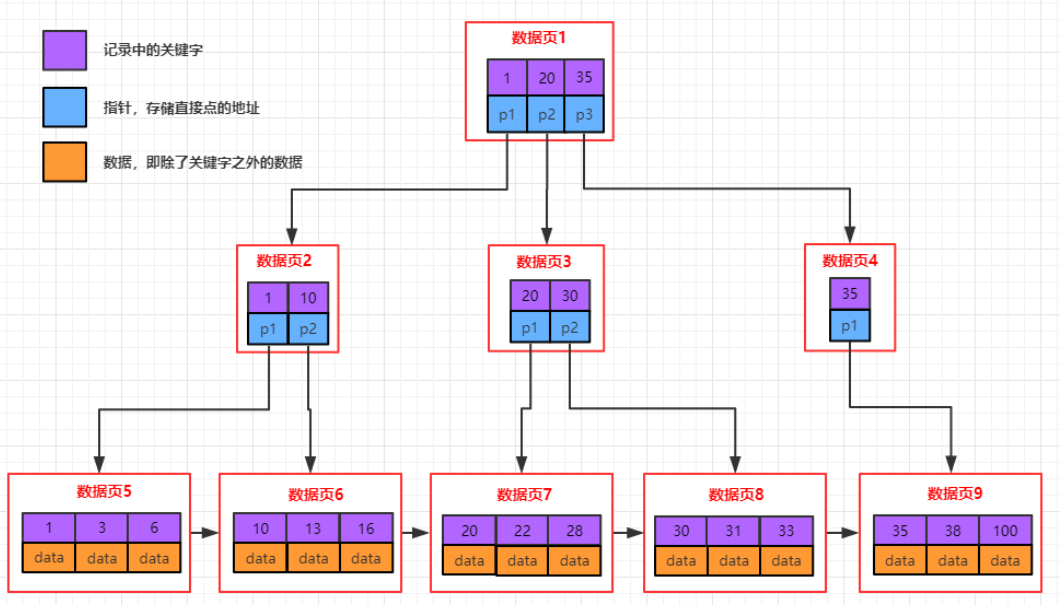 记录中的关键字
指针，存储直接点的地址
数据，即除了关键字之外的数据
数据页1
1 20 35
p1 p2 p3
数据页2
1 10
p1 p2
数据页3
20 30
p1 p2
数据页4
35
p1
数据页5
1 3 6
data data data
数据页6
10 13 16
data data data
数据页7
20 22 28
data data data
数据页8
30 31 33
data data data
数据页9
35 38 100
data data data